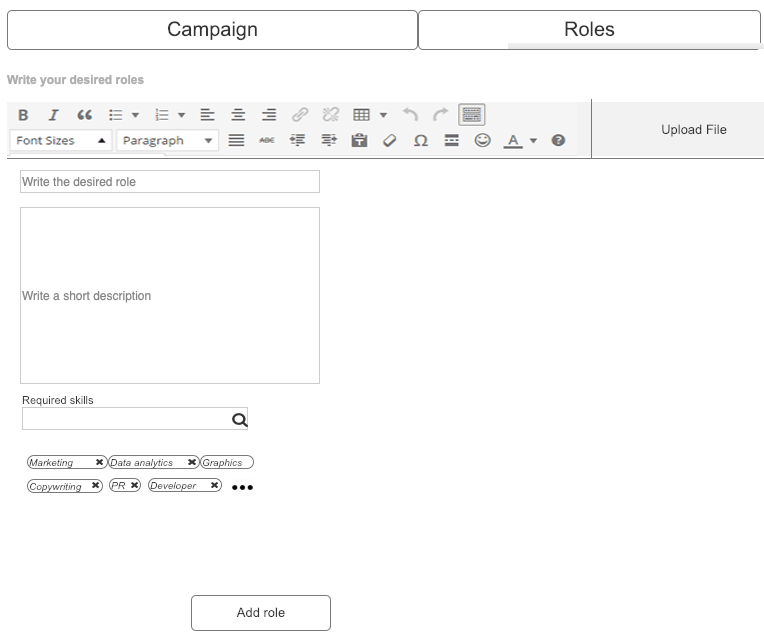 Campaign Roles
Write your desired roles
B I Upload File
Font Sizes Paragraph ABC Ω A ?
Write the desired role
Write a short description
Required skills
Marketing ✖ Data analytics ✖ Graphics
Copywriting ✖ PR ✖ Developer ✖ •••
Add role